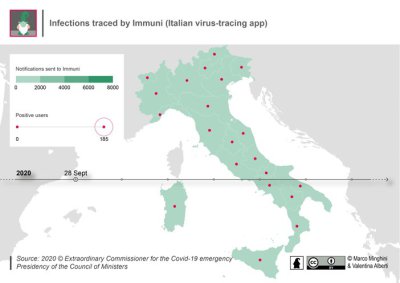 Infections traced by Immuni (Italian virus-tracing app)
Notifications sent to Immuni
0 2000 4000 6000 8000
Positive users
0 185
2020 28 Sept
Source: 2020 © Extraordinary Commissioner for the Covid-19 emergency
Presidency of the Council of Ministers
© Marco Minghini
& Valentina Alberti
CC BY